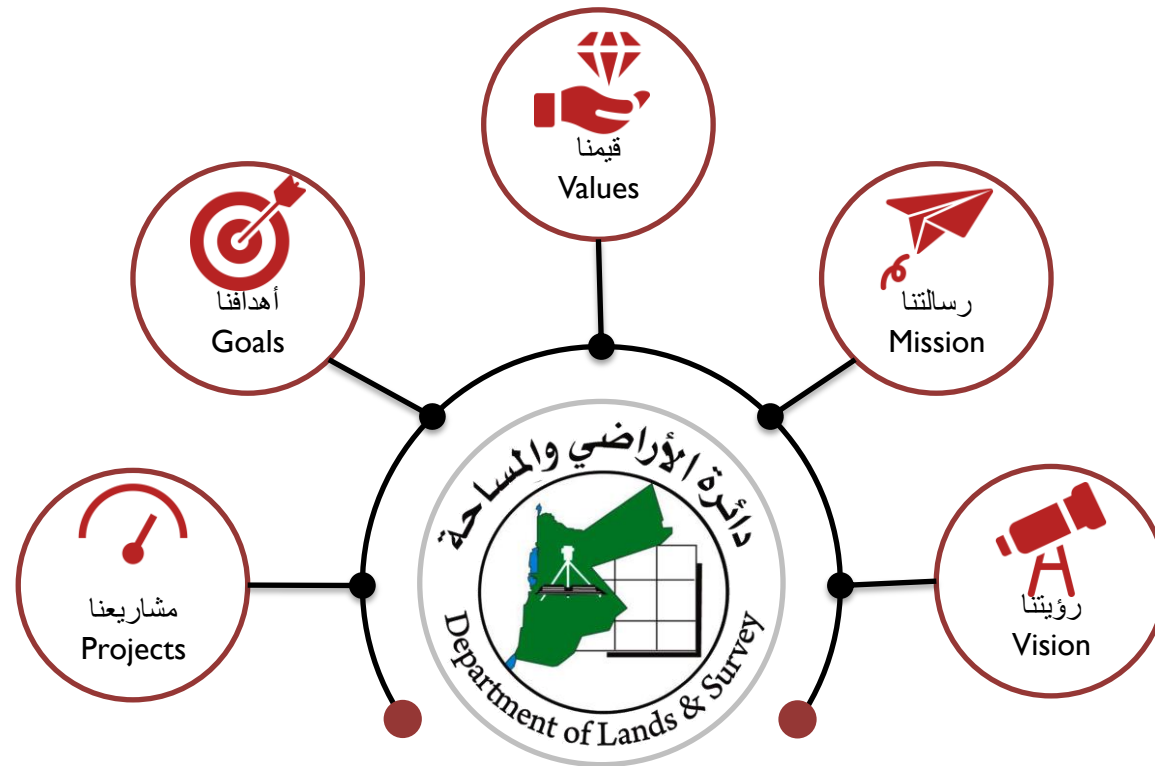 قيمنا
Values
أهدافنا
Goals
رسالتنا
Mission
مشاريعنا
Projects
رؤيتنا
Vision
دائرة الأراضي والمساحة
Department of Lands & Survey